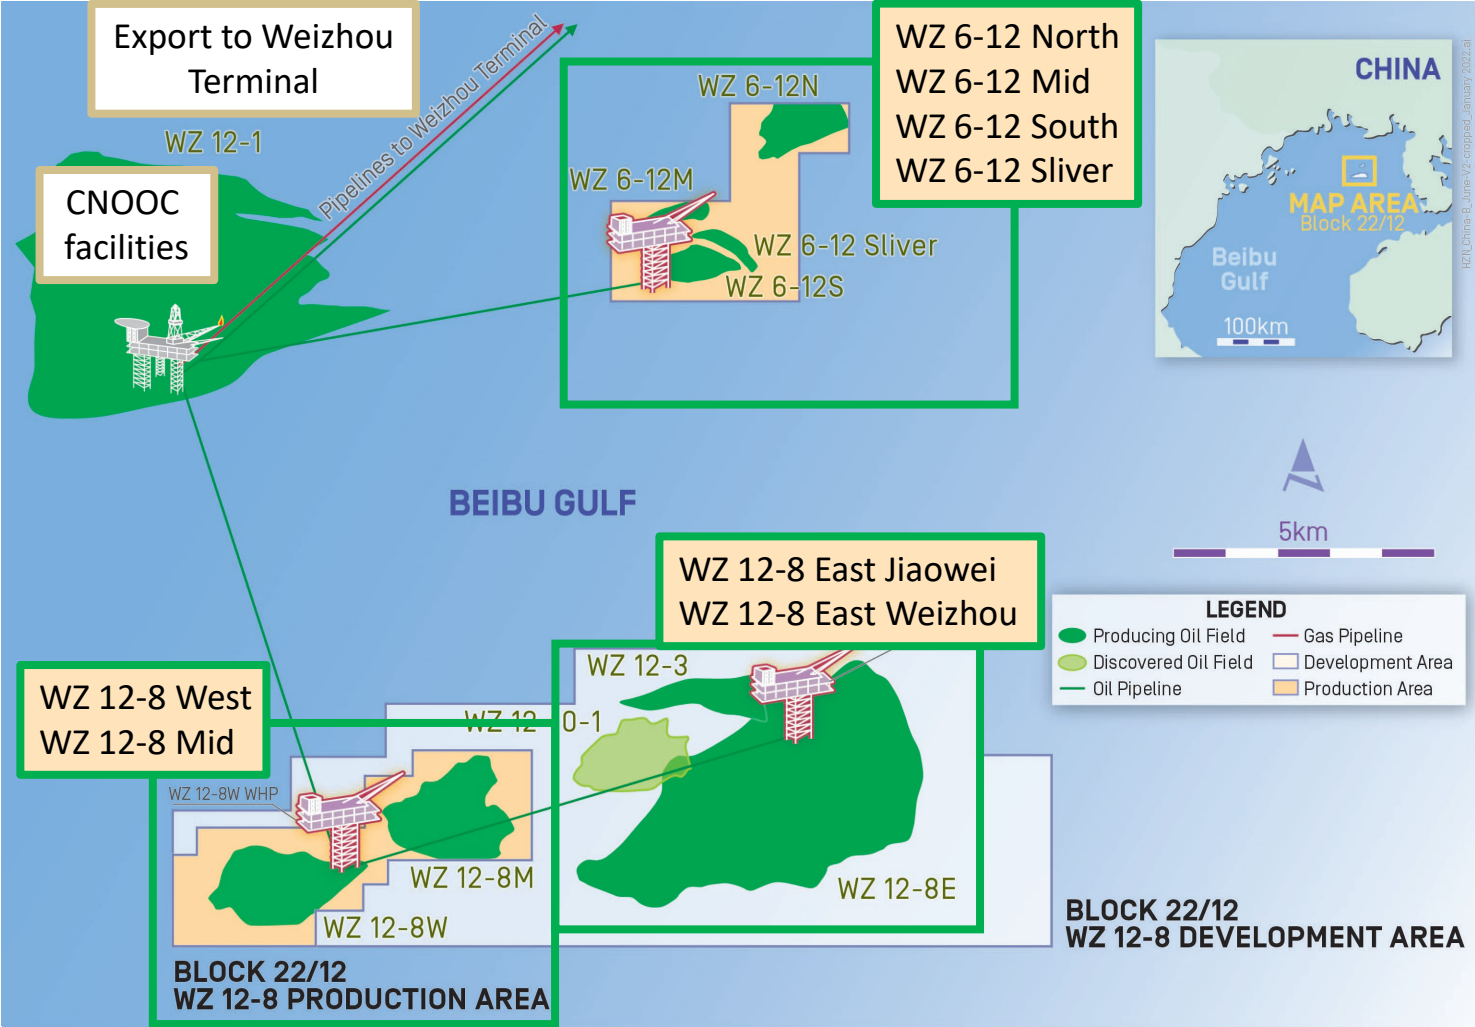 Export to Weizhou
Terminal
WZ 12-1
CNOOC
facilities
Pipelines to Weizhou Terminal
WZ 6-12N
WZ 6-12M
WZ 6-12 Sliver
WZ 6-12S
WZ 6-12 North
WZ 6-12 Mid
WZ 6-12 South
WZ 6-12 Sliver
CHINA
MAP AREA
Block 22/12
Beibu
Gulf
100km
HZN_China-B_June-V2-cropped_January 2022.ai
BEIBU GULF
5km
WZ 12-8 East Jiaowei
WZ 12-8 East Weizhou
LEGEND
Producing Oil Field
Gas Pipeline
Discovered Oil Field
Development Area
Oil Pipeline
Production Area
WZ 12-8 West
WZ 12-8 Mid
WZ 12-3
WZ 12 0-1
WZ 12-8W WHP
WZ 12-8M
WZ 12-8E
WZ 12-8W
BLOCK 22/12
WZ 12-8 DEVELOPMENT AREA
BLOCK 22/12
WZ 12-8 PRODUCTION AREA